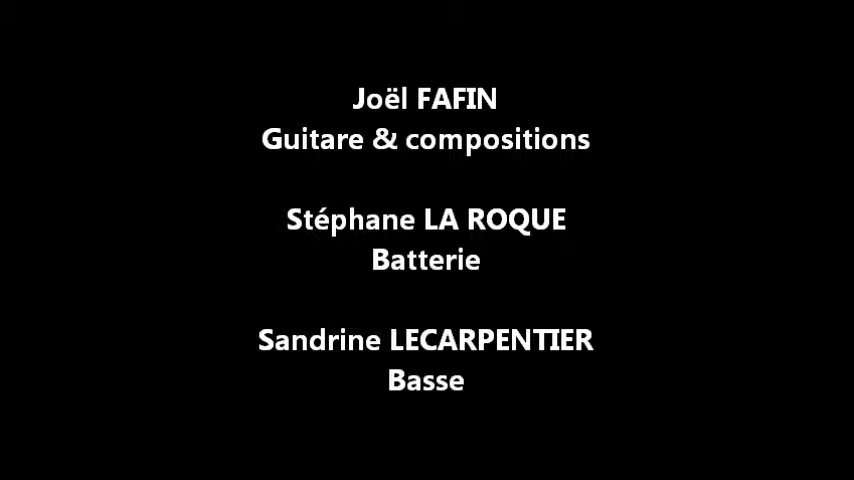 Joël FAFIN
Guitare & compositions
Stéphane LA ROQUE
Batterie
Sandrine LECARPENTIER
Basse